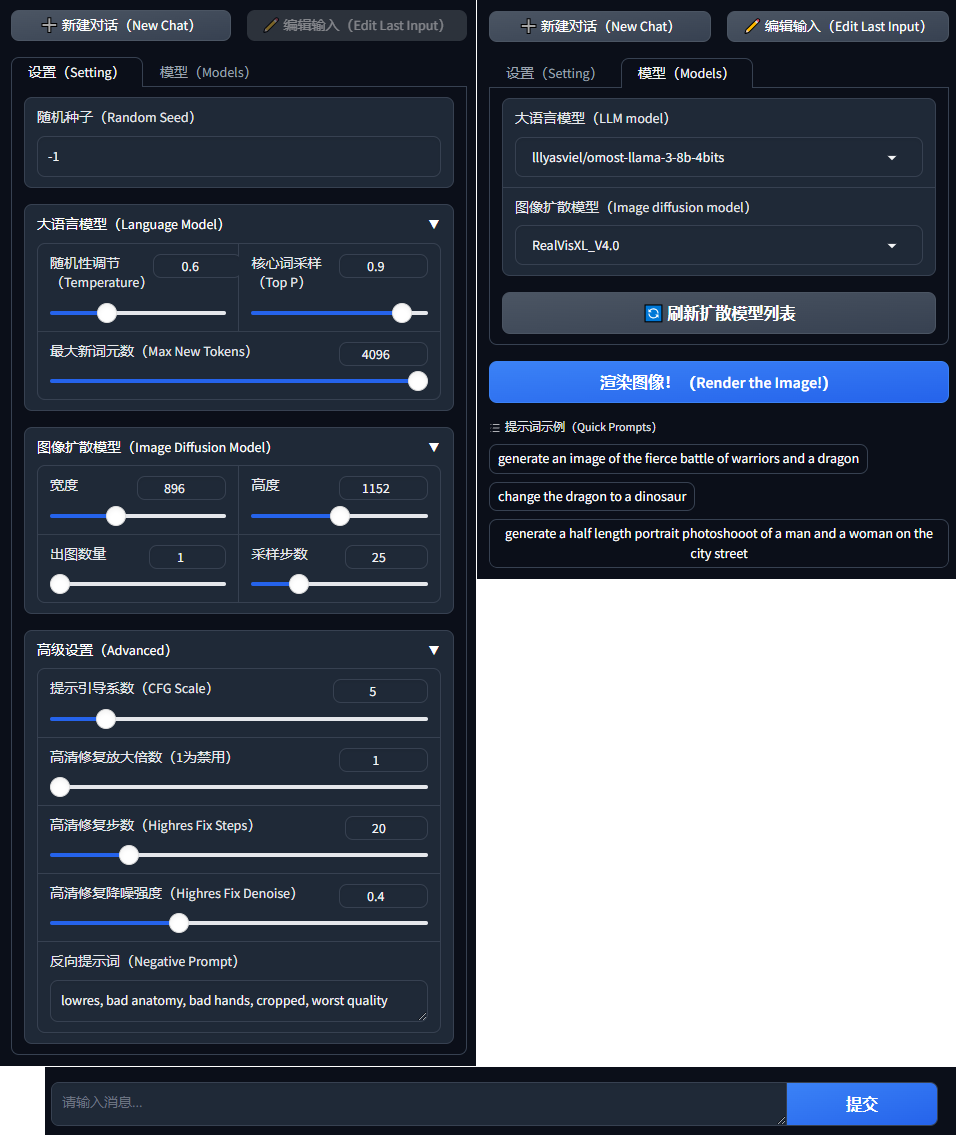 ➕ 新建对话（New Chat）
✏️ 编辑输入（Edit Last Input）
设置（Setting）
模型（Models）
随机种子（Random Seed）
-1
大语言模型（Language Model）
▼
随机性调节
（Temperature）
0.6
核心词采样
（Top P）
0.9
最大新词元数（Max New Tokens）
4096
图像扩散模型（Image Diffusion Model）
▼
宽度
896
高度
1152
出图数量
1
采样步数
25
高级设置（Advanced）
▼
提示引导系数（CFG Scale）
5
高清修复放大倍数（1为禁用）
1
高清修复步数（Highres Fix Steps）
20
高清修复降噪强度（Highres Fix Denoise）
0.4
反向提示词（Negative Prompt）
lowres, bad anatomy, bad hands, cropped, worst quality
➕ 新建对话（New Chat）
✏️ 编辑输入（Edit Last Input）
设置（Setting）
模型（Models）
大语言模型（LLM model）
lllyasviel/omost-llama-3-8b-4bits
图像扩散模型（Image diffusion model）
RealVisXL_V4.0
🔄 刷新扩散模型列表
渲染图像！（Render the Image!）
提示词示例（Quick Prompts）
generate an image of the fierce battle of warriors and a dragon
change the dragon to a dinosaur
generate a half length portrait photoshooot of a man and a woman on the
city street
请输入消息...
提交